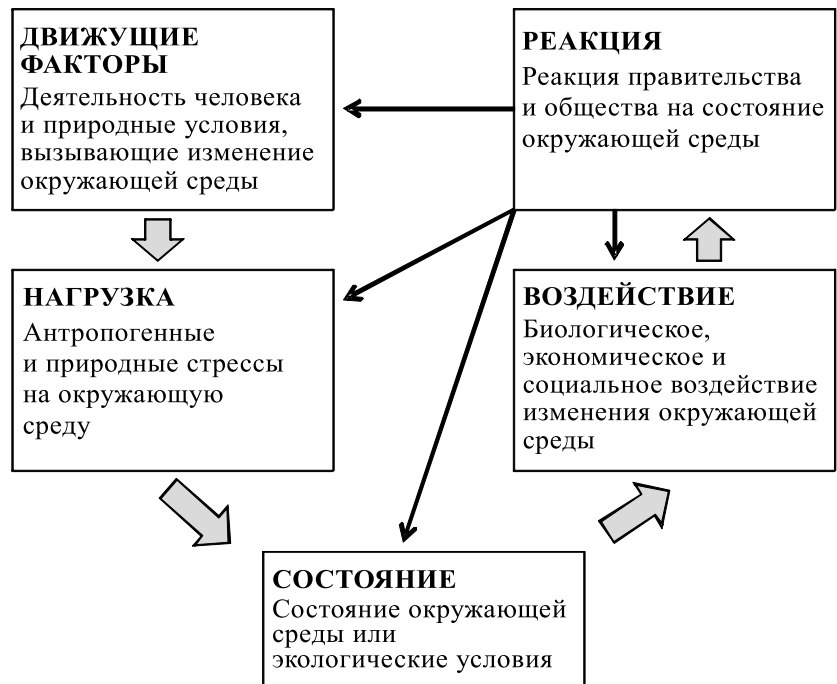 ДВИЖУЩИЕ
ФАКТОРЫ
Деятельность человека
и природные условия,
вызывающие изменение
окружающей среды
РЕАКЦИЯ
Реакция правительства
и общества на состояние
окружающей среды
НАГРУЗКА
Антропогенные
и природные стрессы
на окружающую
среду
ВОЗДЕЙСТВИЕ
Биологическое,
экономическое и
социальное воздействие
изменения окружающей
среды
СОСТОЯНИЕ
Состояние окружающей
среды или
экологические условия